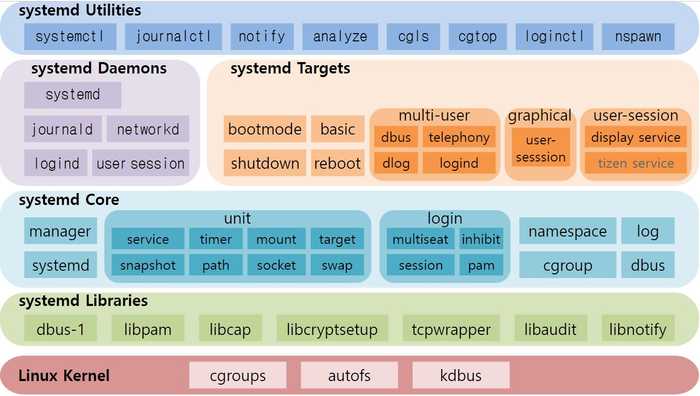 systemd Utilities
systemctl journalctl notify analyze cgls cgtop loginctl nspawn
systemd Daemons
systemd
journald networkd
logind user session
systemd Targets
bootmode basic
shutdown reboot
multi-user
dbus telephony
dlog logind
graphical
user-
sesssion
user-session
display service
tizen service
systemd Core
manager
systemd
unit
service timer mount target
snapshot path socket swap
login
multiseat inhibit
session pam
namespace log
cgroup dbus
systemd Libraries
dbus-1 libpam libcap libcryptsetup tcpwrapper libaudit libnotify
Linux Kernel cgroups autofs kdbus